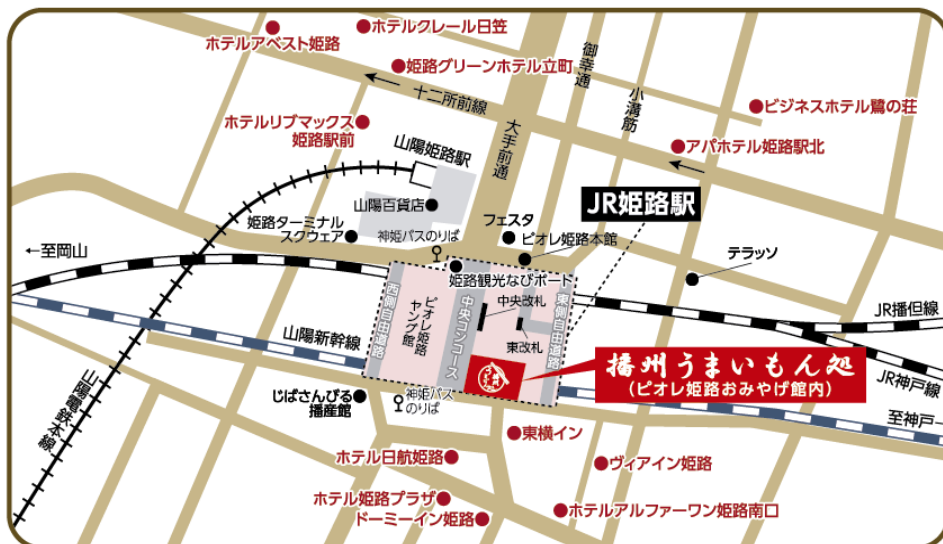 ホテルクレール日笠
ホテルアベスト姫路
姫路グリーンホテル立町
御幸通
小溝筋
十二所前線
ビジネスホテル鷺の荘
ホテルリブマックス
姫路駅前
大手前通
アパホテル姫路駅北
山陽姫路駅
JR姫路駅
山陽百貨店
フェスタ
姫路ターミナル
スクウェア
神姫バスのりば
ピオレ姫路本館
テラッソ
←至岡山
姫路観光なびポート
西側自由道路
ピオレ姫路
ヤング館
中央コンコース
中央改札
東側自由道路
東改札
JR播但線
山陽新幹線
播州うまいもん処
(ピオレ姫路おみやげ館内)
JR神戸線
山陽電鉄本線
じばさんびる
播産館
神姫バス
のりば
至神戸→
東横イン
ホテル日航姫路
ヴィアイン姫路
ホテル姫路プラザ
ドーミーイン姫路
ホテルアルファーワン姫路南口